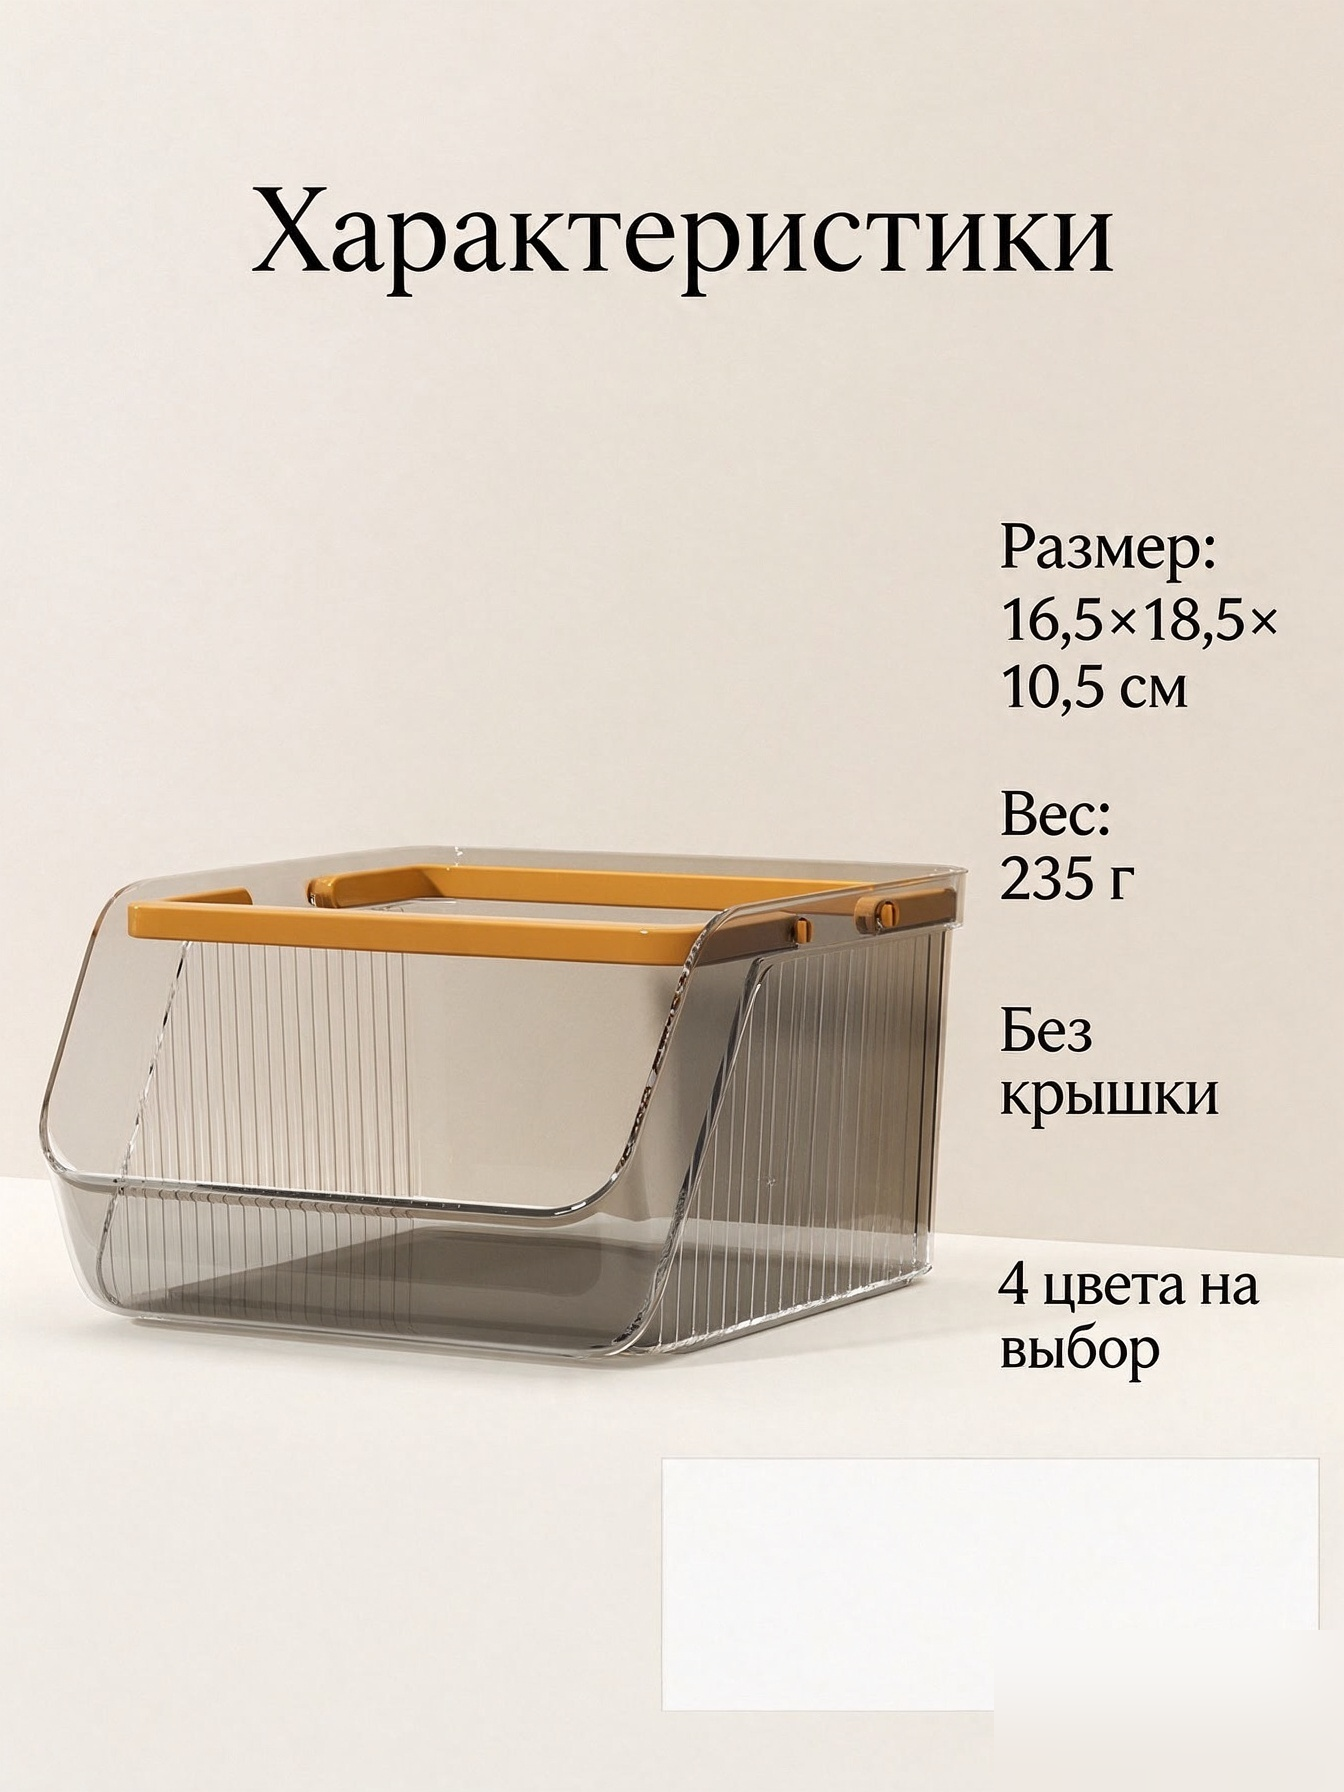 Характеристики
Размер:
16,5×18,5×
10,5 см
Вес:
235 г
Без
крышки
4 цвета на
выбор